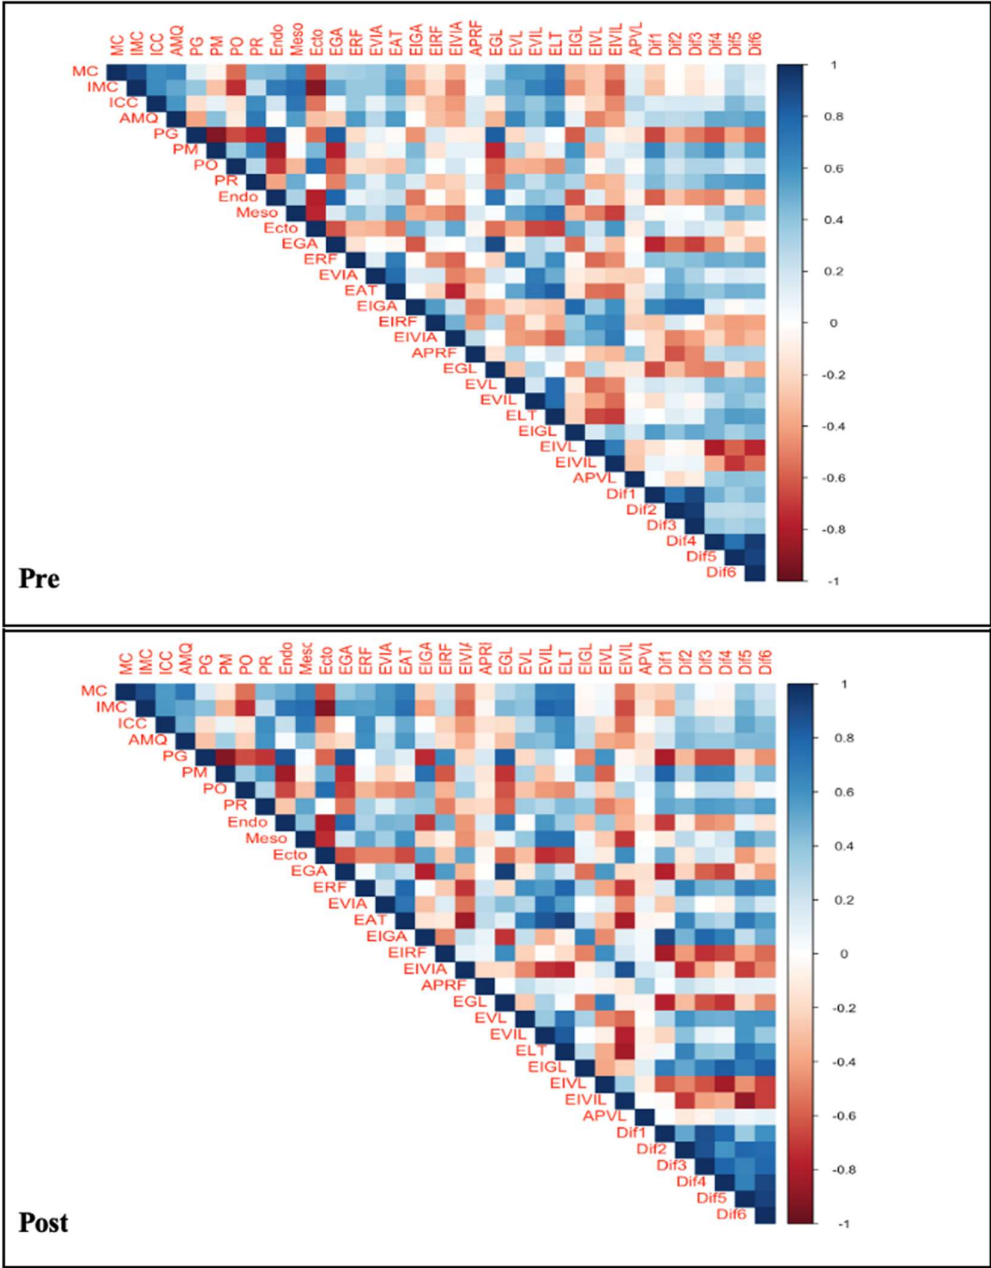 MC IMC ICC AMQ PG PM PO PR Endo Meso Ecto EGA ERF EVIA EAT EIGA EIRF EIVIA APRF EGL EVL EVIL ELT EIGL EIVL EIVIL APVL Dif1 Dif2 Dif3 Dif4 Dif5 Dif6
MC
IMC
ICC
AMQ
PG
PM
PO
PR
Endo
Meso
Ecto
EGA
ERF
EVIA
EAT
EIGA
EIRF
EIVIA
APRF
EGL
EVL
EVIL
ELT
EIGL
EIVL
EIVIL
APVL
Dif1
Dif2
Dif3
Dif4
Dif5
Dif6
1
0.8
0.6
0.4
0.2
0
-0.2
-0.4
-0.6
-0.8
-1
Pre
MC IMC ICC AMQ PG PM PO PR Endo Mesc Ecto EGA ERF EVIA EAT EIGA EIRF EIVI/ APRI EGL EVL EVIL ELT EIGL EIVL EIVIL APVL Dif1 Dif2 Dif3 Dif4 Dif5 Dif6
MC
IMC
ICC
AMQ
PG
PM
PO
PR
Endo
Meso
Ecto
EGA
ERF
EVIA
EAT
EIGA
EIRF
EIVIA
APRF
EGL
EVL
EVIL
ELT
EIGL
EIVL
EIVIL
APVL
Dif1
Dif2
Dif3
Dif4
Dif5
Dif6
1
0.8
0.6
0.4
0.2
0
-0.2
-0.4
-0.6
-0.8
-1
Post